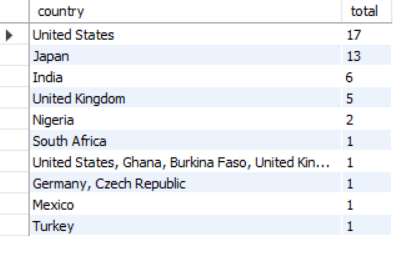 country total
United States 17
Japan 13
India 6
United Kingdom 5
Nigeria 2
South Africa 1
United States, Ghana, Burkina Faso, United Kin... 1
Germany, Czech Republic 1
Mexico 1
Turkey 1